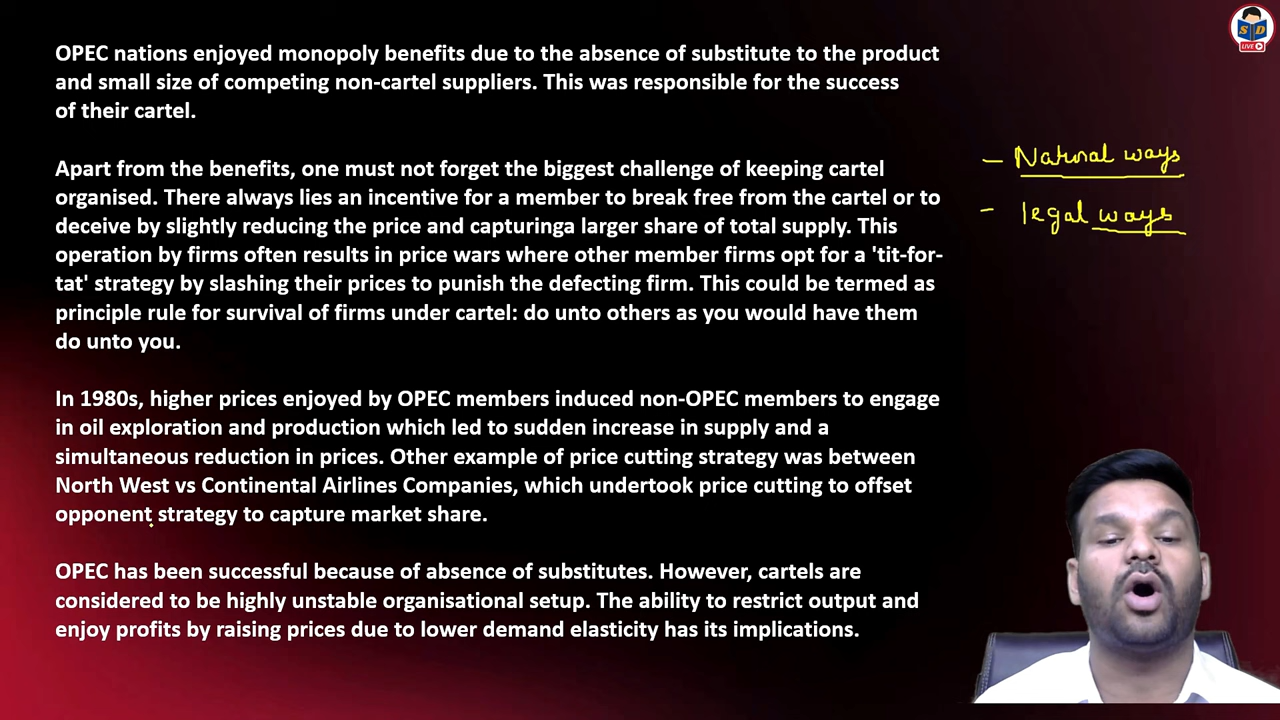 OPEC nations enjoyed monopoly benefits due to the absence of substitute to the product
and small size of competing non-cartel suppliers. This was responsible for the success
of their cartel.
Apart from the benefits, one must not forget the biggest challenge of keeping cartel
organised. There always lies an incentive for a member to break free from the cartel or to
deceive by slightly reducing the price and capturinga larger share of total supply. This
operation by firms often results in price wars where other member firms opt for a 'tit-for-
tat' strategy by slashing their prices to punish the defecting firm. This could be termed as
principle rule for survival of firms under cartel: do unto others as you would have them
do unto you.
In 1980s, higher prices enjoyed by OPEC members induced non-OPEC members to engage
in oil exploration and production which led to sudden increase in supply and a
simultaneous reduction in prices. Other example of price cutting strategy was between
North West vs Continental Airlines Companies, which undertook price cutting to offset
opponent strategy to capture market share.
OPEC has been successful because of absence of substitutes. However, cartels are
considered to be highly unstable organisational setup. The ability to restrict output and
enjoy profits by raising prices due to lower demand elasticity has its implications.
– Natural ways
- legal ways
S D
LIVE